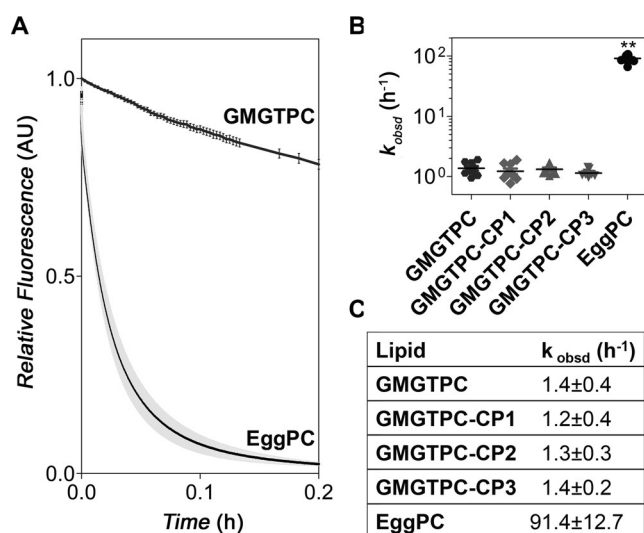 A
Relative Fluorescence (AU)
1.0
0.5
0.0
GMGTPC
EggPC
0.0
0.1
0.2
Time (h)
B
k obsd (h-1)
10²
10¹
10⁰
**
GMGTPC
GMGTPC-CP1
GMGTPC-CP2
GMGTPC-CP3
EggPC
C
Lipid k obsd (h-1)
GMGTPC 1.4±0.4
GMGTPC-CP1 1.2±0.4
GMGTPC-CP2 1.3±0.3
GMGTPC-CP3 1.4±0.2
EggPC 91.4±12.7